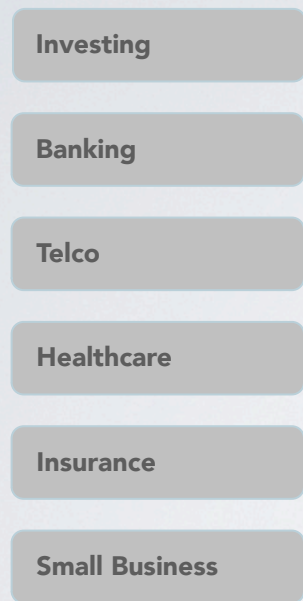 Investing
Banking
Telco
Healthcare
Insurance
Small Business